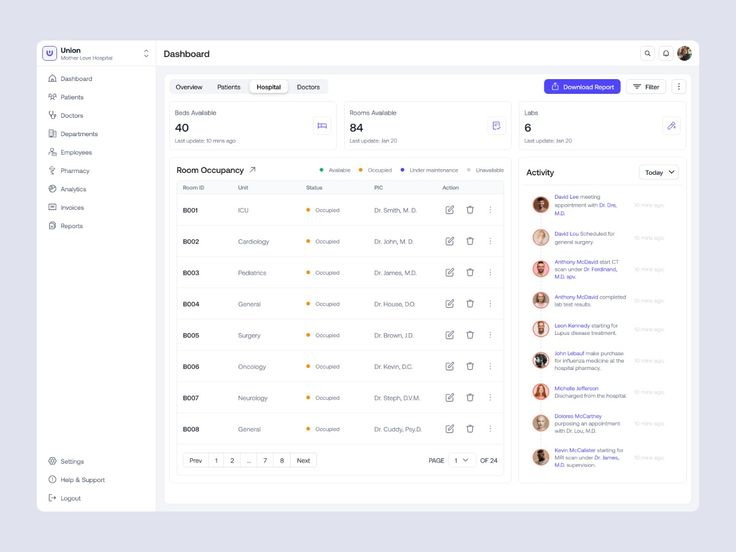 Union
Mother Love Hospital
Dashboard
Dashboard
Patients
Doctors
Departments
Employees
Pharmacy
Analytics
Invoices
Reports
Settings
Help & Support
Logout
Overview Patients Hospital Doctors
Download Report Filter
Beds Available
40
Last update: 10 mins ago
Rooms Available
84
Last update: Jan 20
Labs
6
Last update: Jan 20
Room Occupancy
Available Occupied Under maintenance Unavailable
Room ID Unit Status PIC Action
B001 ICU Occupied Dr. Smith, M. D.
B002 Cardiology Occupied Dr. John, M. D.
B003 Pediatrics Occupied Dr. James, M.D.
B004 General Occupied Dr. House, D.O.
B005 Surgery Occupied Dr. Brown, J.D.
B006 Oncology Occupied Dr. Kevin, D.C.
B007 Neurology Occupied Dr. Steph, D.V.M.
B008 General Occupied Dr. Cuddy, Psy.D.
Prev 1 2 ... 7 8 Next
PAGE 1 OF 24
Activity
Today
David Lee meeting
appointment with Dr. Dre,
M.D.
10 mins ago
David Lou Scheduled for
general surgery.
10 mins ago
Anthony McDavid start CT
scan under Dr. Ferdinand,
M.D. spv.
10 mins ago
Anthony McDavid completed
lab test results.
10 mins ago
Leon Kennedy starting for
Lupus disease treatment.
10 mins ago
John Lebauf make purchase
for influenza medicine at the
hospital pharmacy.
10 mins ago
Michelle Jefferson
Discharged from the hospital.
10 mins ago
Dolores McCartney
purposing an appointment
with Dr. Lou, M.D.
10 mins ago
Kevin McCalister starting for
MRI scan under Dr. James,
M.D. supervision.
10 mins ago